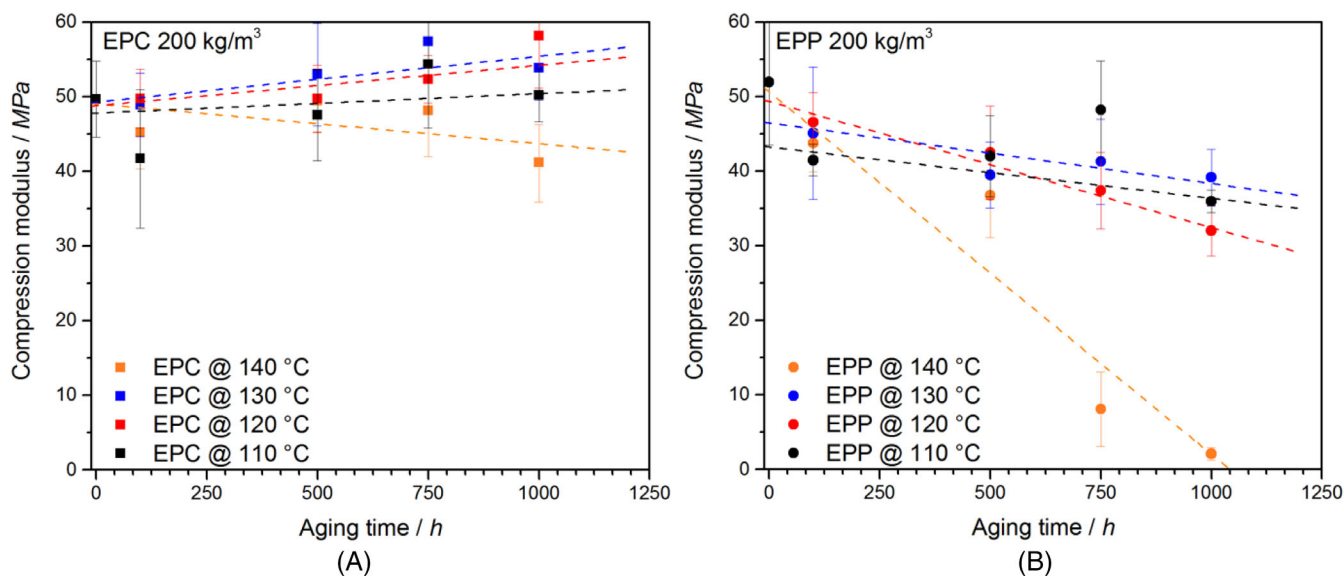 EPC 200 kg/m³
60
50
40
30
20
10
0
Compression modulus / MPa
EPC @ 140 °C
EPC @ 130 °C
EPC @ 120 °C
EPC @ 110 °C
0 250 500 750 1000 1250
Aging time / h
(A)
EPP 200 kg/m³
60
50
40
30
20
10
0
Compression modulus / MPa
EPP @ 140 °C
EPP @ 130 °C
EPP @ 120 °C
EPP @ 110 °C
0 250 500 750 1000 1250
Aging time / h
(B)